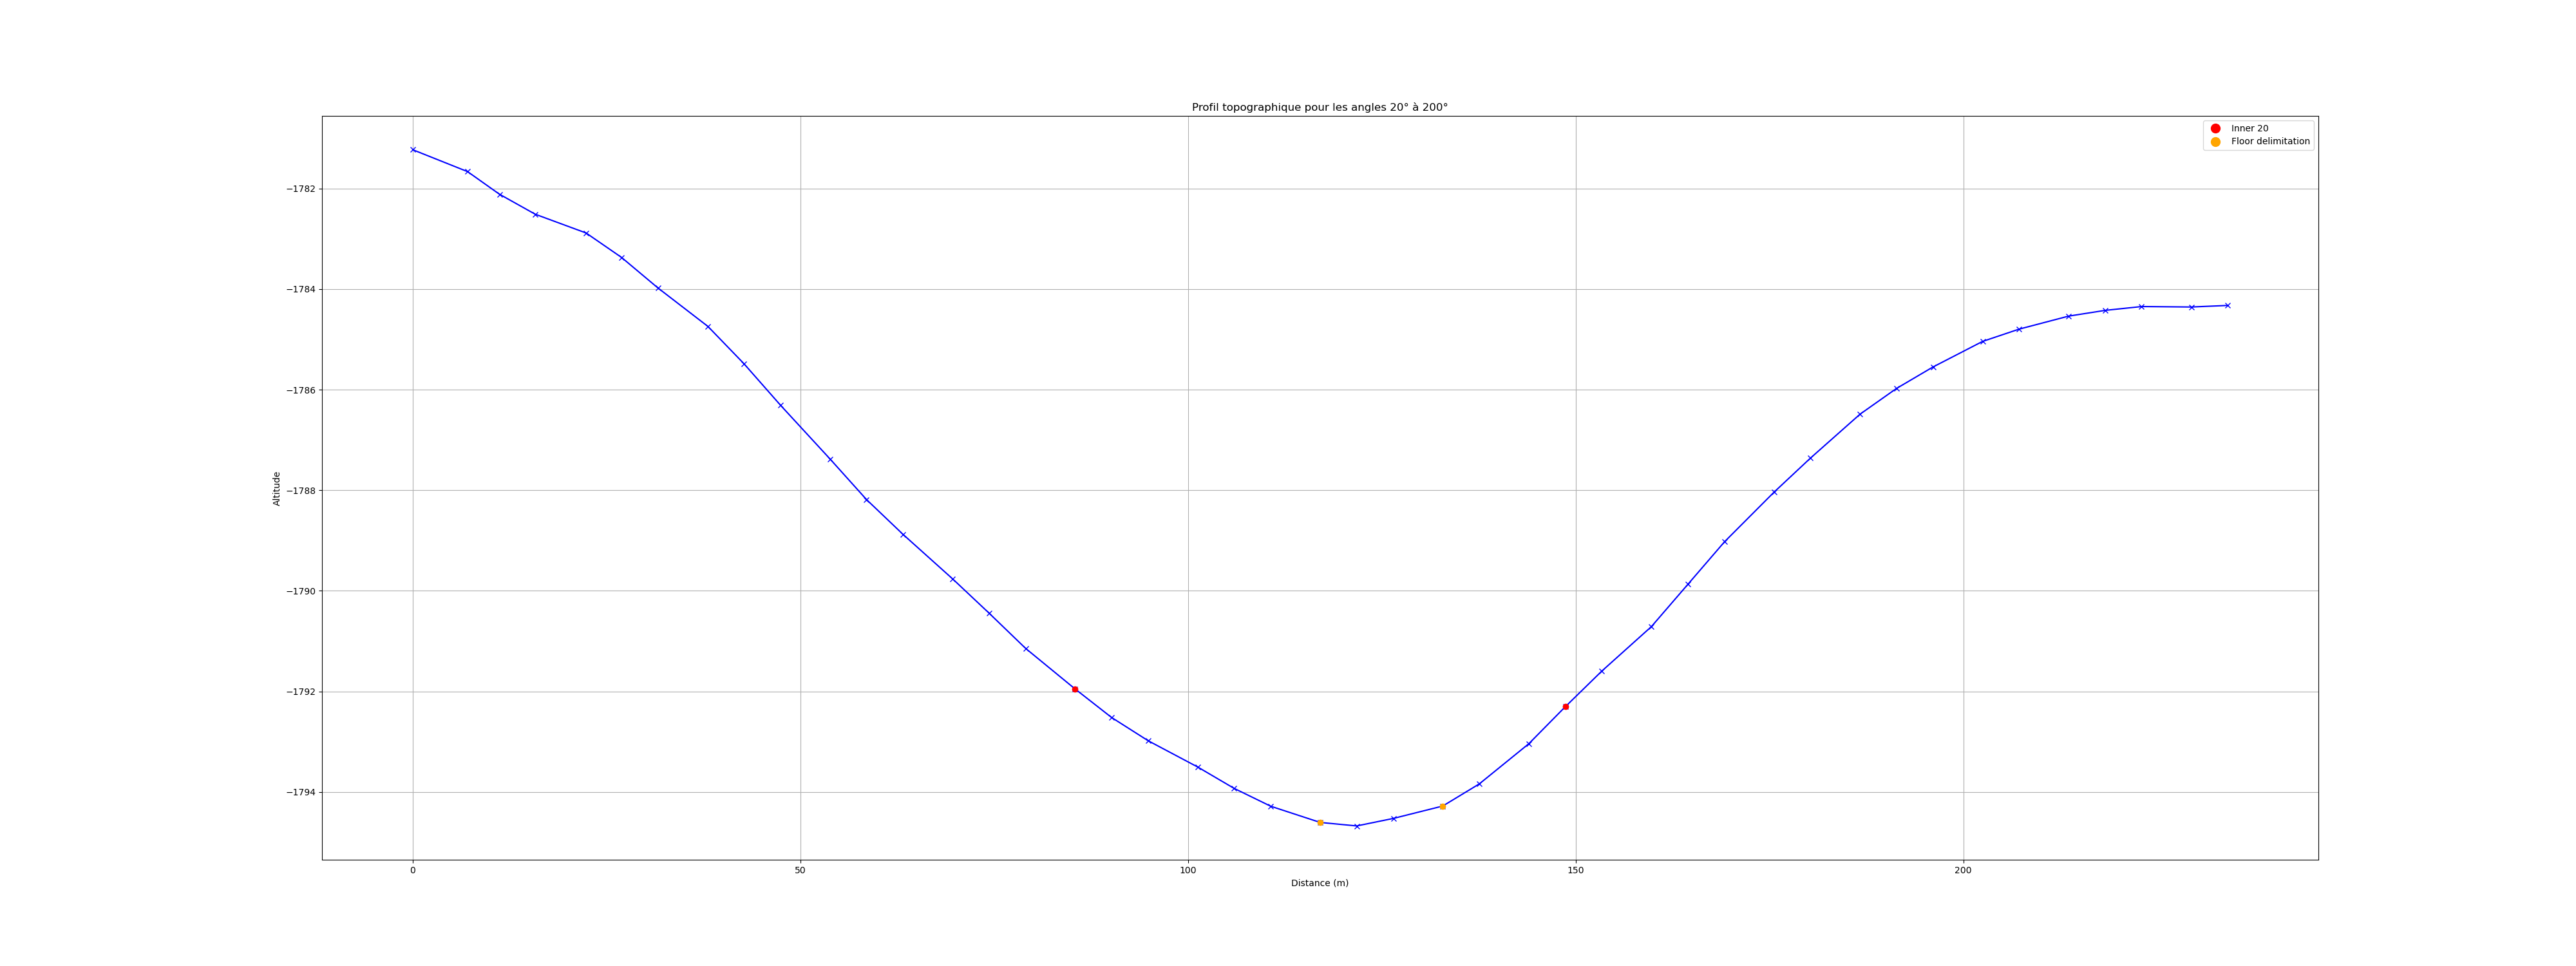 Profil topographique pour les angles 20° à 200°
Inner 20
Floor delimitation
−1782
−1784
−1786
−1788
−1790
−1792
−1794
Altitude
0
50
100
150
200
Distance (m)